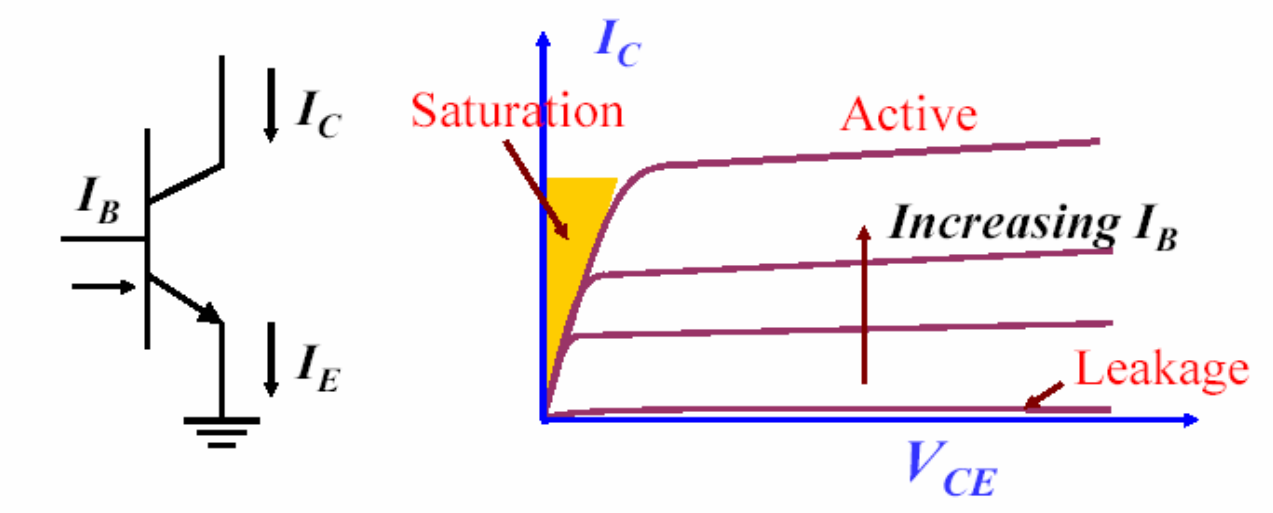 I_C
I_B
I_E
I_C
Saturation
Active
Increasing I_B
Leakage
V_CE